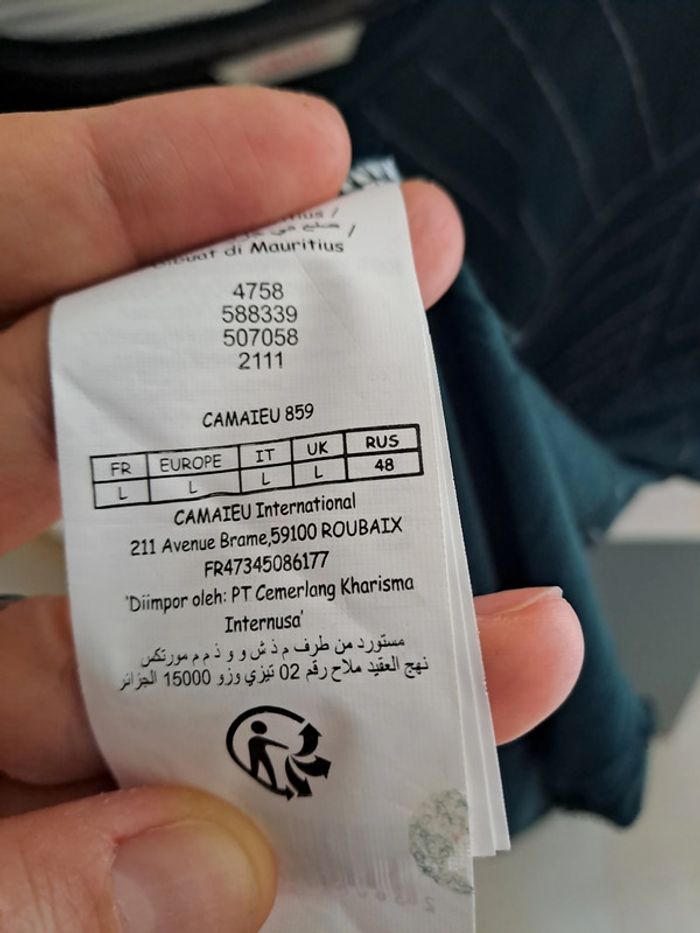 di Mauritius
4758
588339
507058
2111
CAMAIEU 859
FR EUROPE IT UK RUS
L L L L 48
CAMAIEU International
211 Avenue Brame,59100 ROUBAIX
FR47345086177
'Diimpor oleh: PT Cemerlang Kharisma
Internusa'
مستورد من طرف م ذ ش و و ذ م م مورتكس
نهج العقيد ملاح رقم 02 تيزي وزو 15000 الجزائر